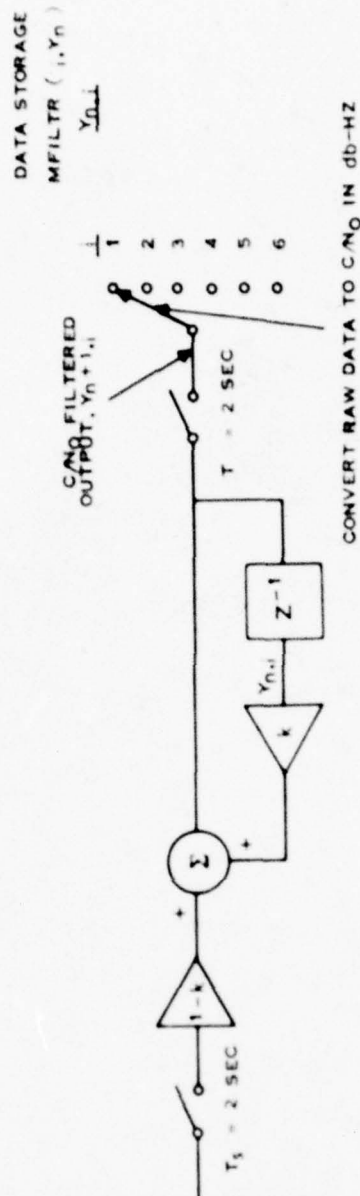 DATA STORAGE
MFILTR (i,Yn)
i Yn,i
1
2
3
4
5
6
C/NO FILTERED
OUTPUT, Yn+1,i
T = 2 SEC
CONVERT RAW DATA TO C/NO IN db-HZ
Z-1
Yn,i
k
+
Σ
+
1-k
TS = 2 SEC